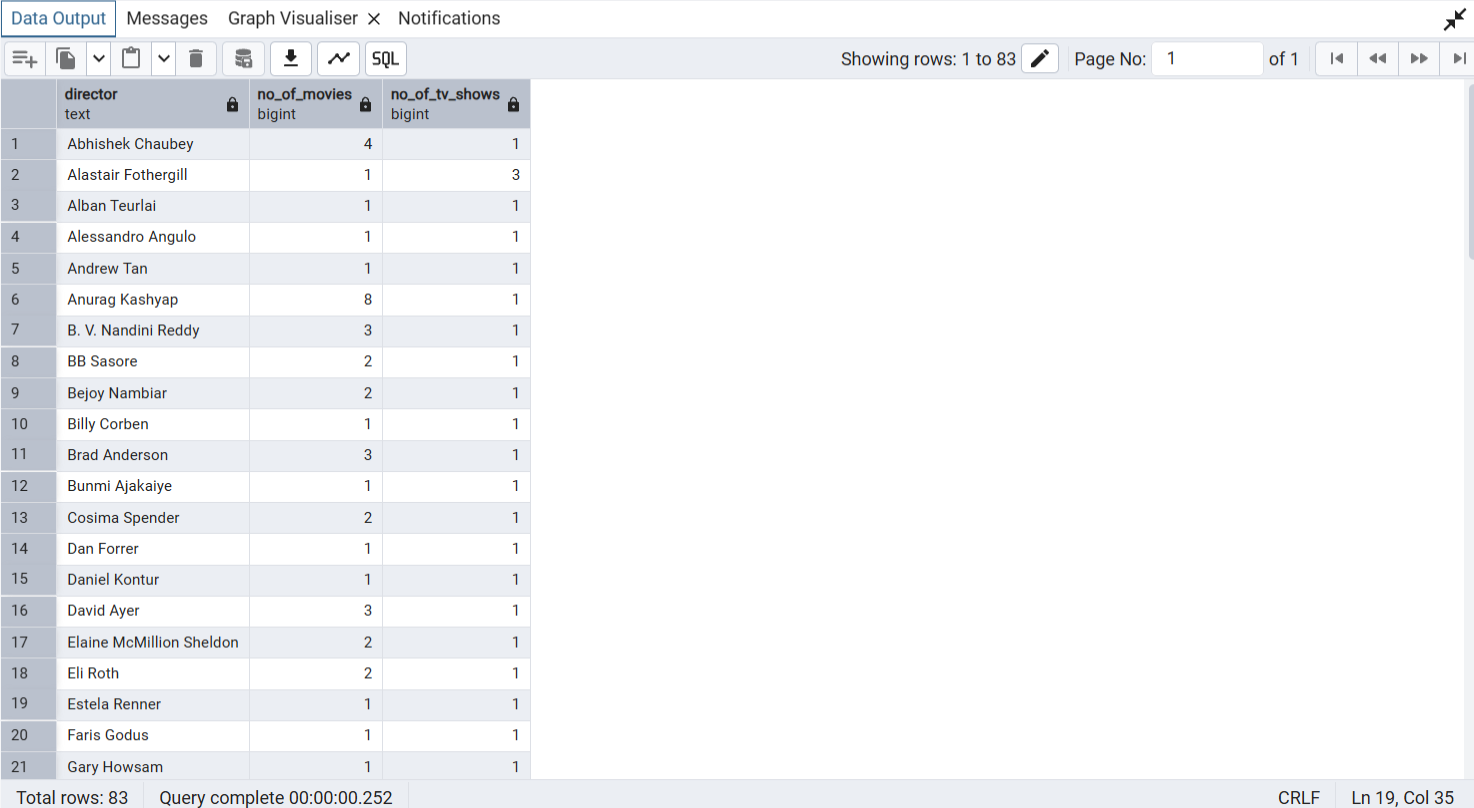 Data Output Messages Graph Visualiser Notifications
SQL Showing rows: 1 to 83 Page No: 1 of 1
director no_of_movies no_of_tv_shows
text bigint bigint
1 Abhishek Chaubey 4 1
2 Alastair Fothergill 1 3
3 Alban Teurlai 1 1
4 Alessandro Angulo 1 1
5 Andrew Tan 1 1
6 Anurag Kashyap 8 1
7 B. V. Nandini Reddy 3 1
8 BB Sasore 2 1
9 Bejoy Nambiar 2 1
10 Billy Corben 1 1
11 Brad Anderson 3 1
12 Bunmi Ajakaiye 1 1
13 Cosima Spender 2 1
14 Dan Forrer 1 1
15 Daniel Kontur 1 1
16 David Ayer 3 1
17 Elaine McMillion Sheldon 2 1
18 Eli Roth 2 1
19 Estela Renner 1 1
20 Faris Godus 1 1
21 Gary Howsam 1 1
Total rows: 83 Query complete 00:00:00.252 CRLF Ln 19, Col 35